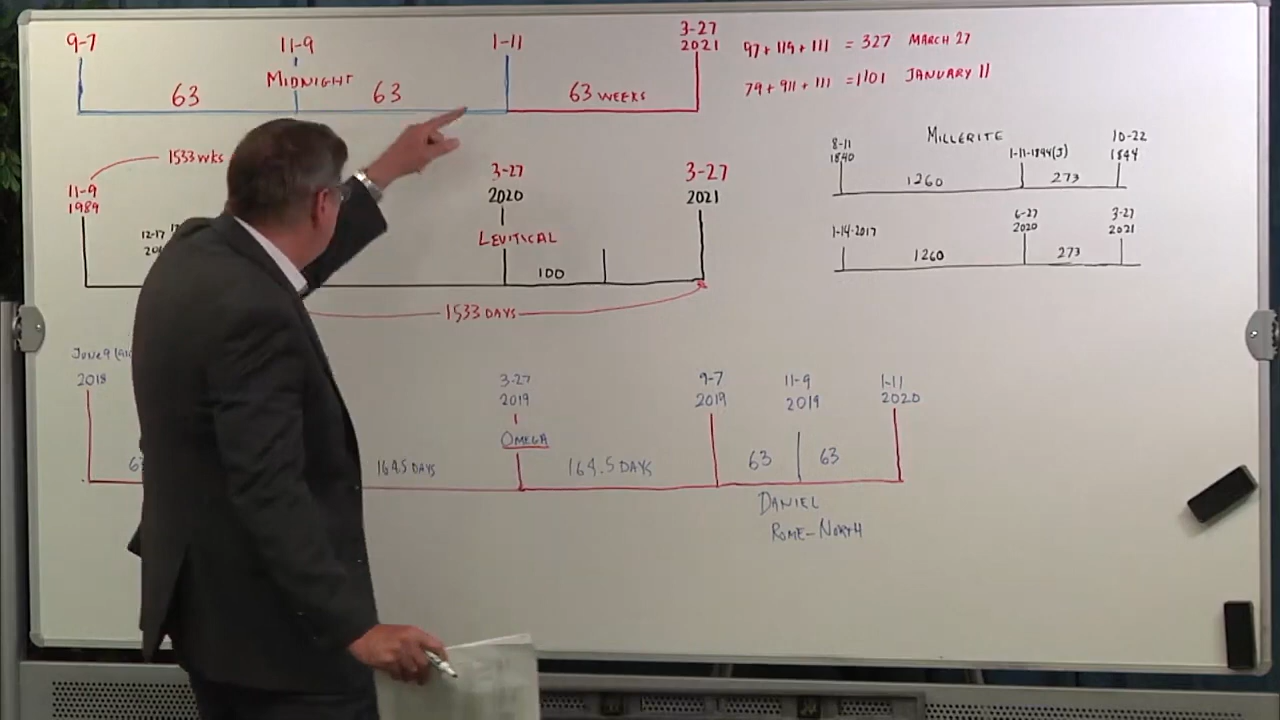 9-7
11-9
MIDNIGHT
1-11
3-27
2021
63
63
63 WEEKS
97 + 119 + 111 = 327 MARCH 27
79 + 911 + 111 = 1101 JANUARY 11
1533 WKS
11-9
1989
12-17
3-27
2020
LEVITICAL
100
3-27
2021
1533 DAYS
MILLERITE
8-11
1840
1260
1-11-1844(J)
273
10-22
1844
1-14-2017
1260
6-27
2020
273
3-27
2021
JUNE 9
2018
164.5 DAYS
3-27
2019
OMEGA
164.5 DAYS
9-7
2019
63
11-9
2019
63
1-11
2020
DANIEL
ROME-NORTH